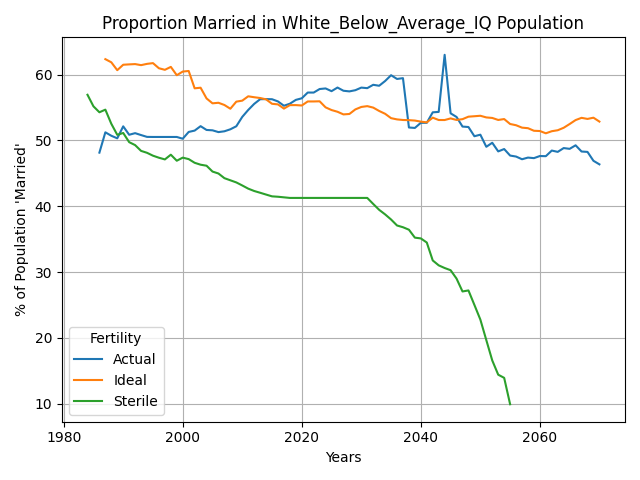 Proportion Married in White_Below_Average_IQ Population
% of Population 'Married'
60
50
40
30
20
10
Fertility
Actual
Ideal
Sterile
1980
2000
2020
2040
2060
Years